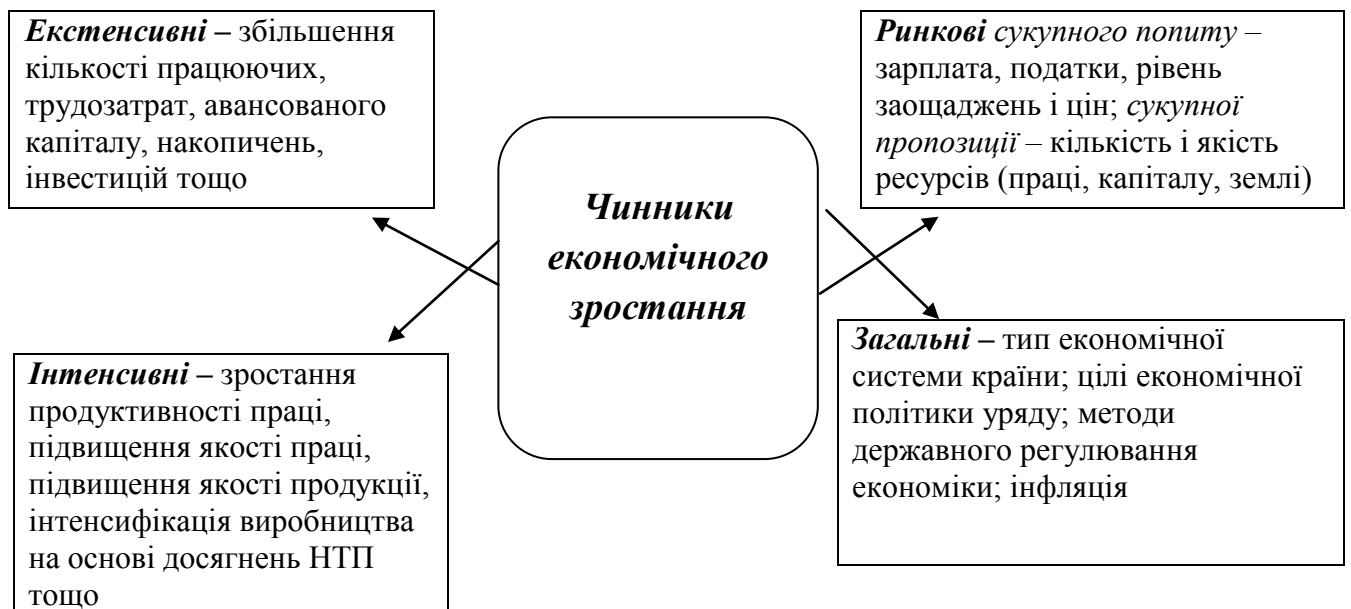 Екстенсивні – збільшення
кількості працюючих,
трудозатрат, авансованого
капіталу, накопичень,
інвестицій тощо
Ринкові сукупного попиту –
зарплата, податки, рівень
заощаджень і цін; сукупної
пропозиції – кількість і якість
ресурсів (праці, капіталу, землі)
Чинники
економічного
зростання
Інтенсивні – зростання
продуктивності праці,
підвищення якості праці,
підвищення якості продукції,
інтенсифікація виробництва
на основі досягнень НТП
тощо
Загальні – тип економічної
системи країни; цілі економічної
політики уряду; методи
державного регулювання
економіки; інфляція